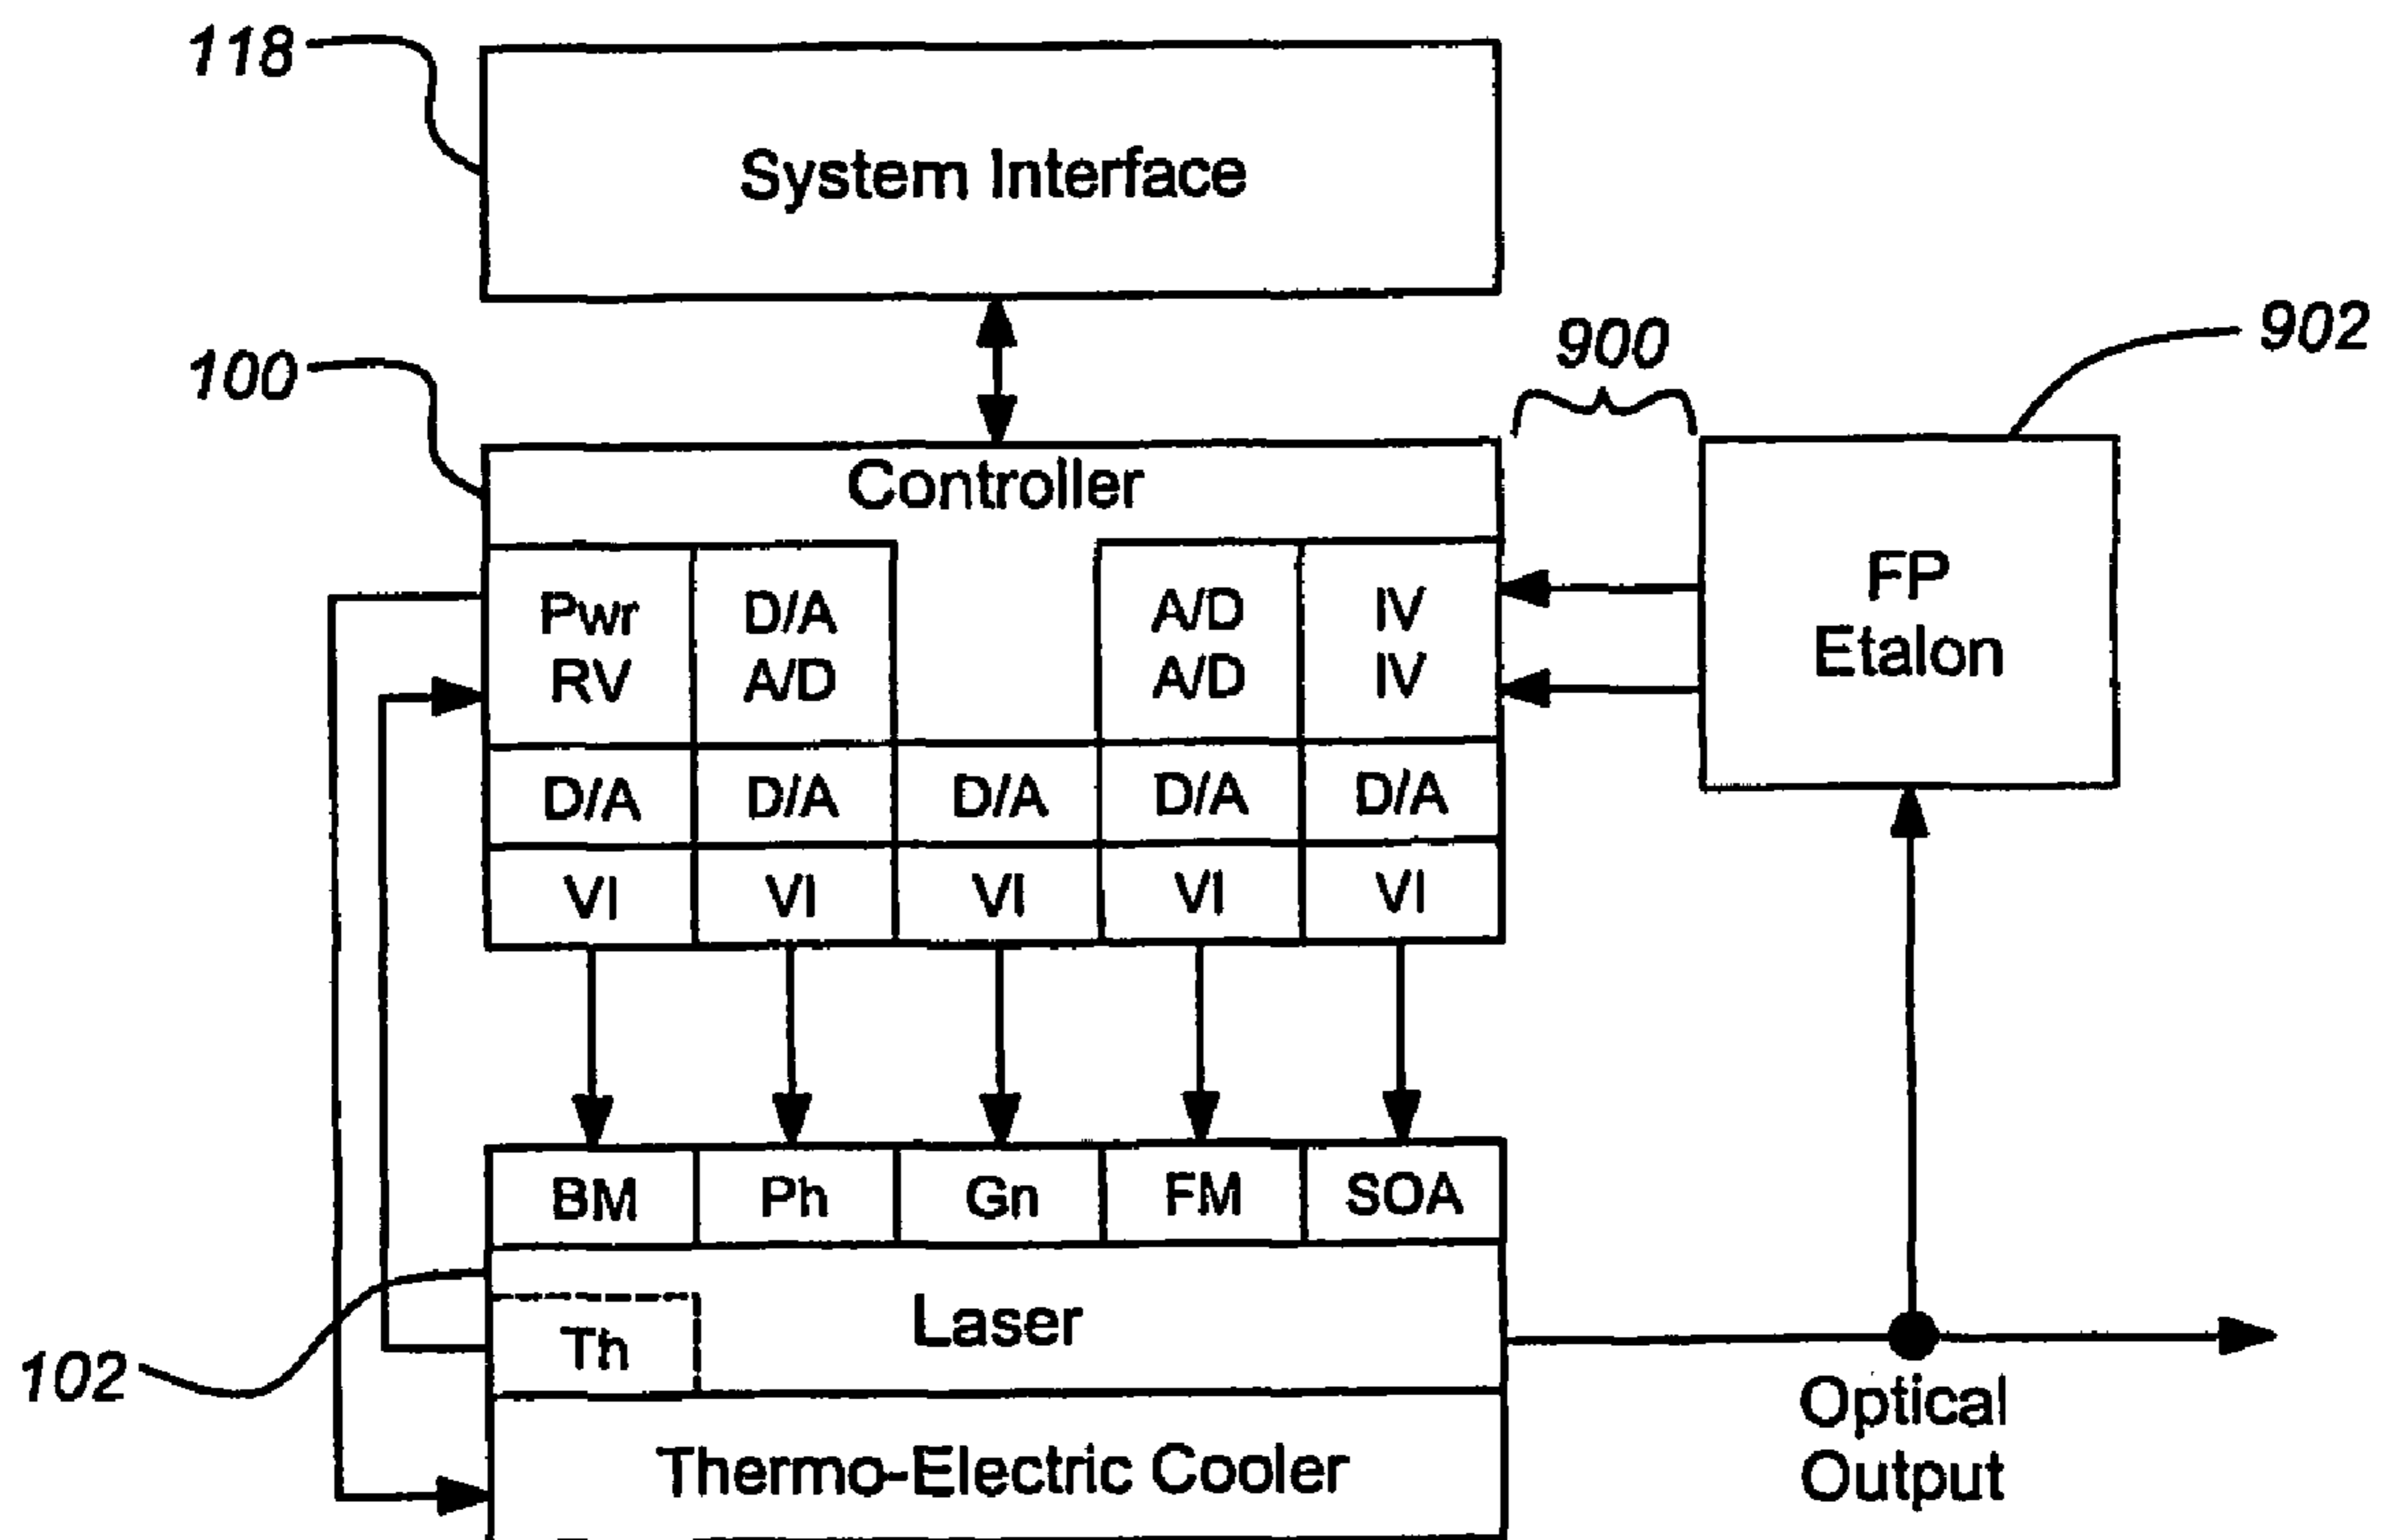 118
System Interface
100
900
902
Controller
Pwr
RV
D/A
A/D
A/D
A/D
IV
IV
FP
Etalon
D/A D/A D/A D/A D/A
VI VI VI VI VI
BM Ph Gn FM SOA
Laser
Th
102
Thermo-Electric Cooler
Optical
Output